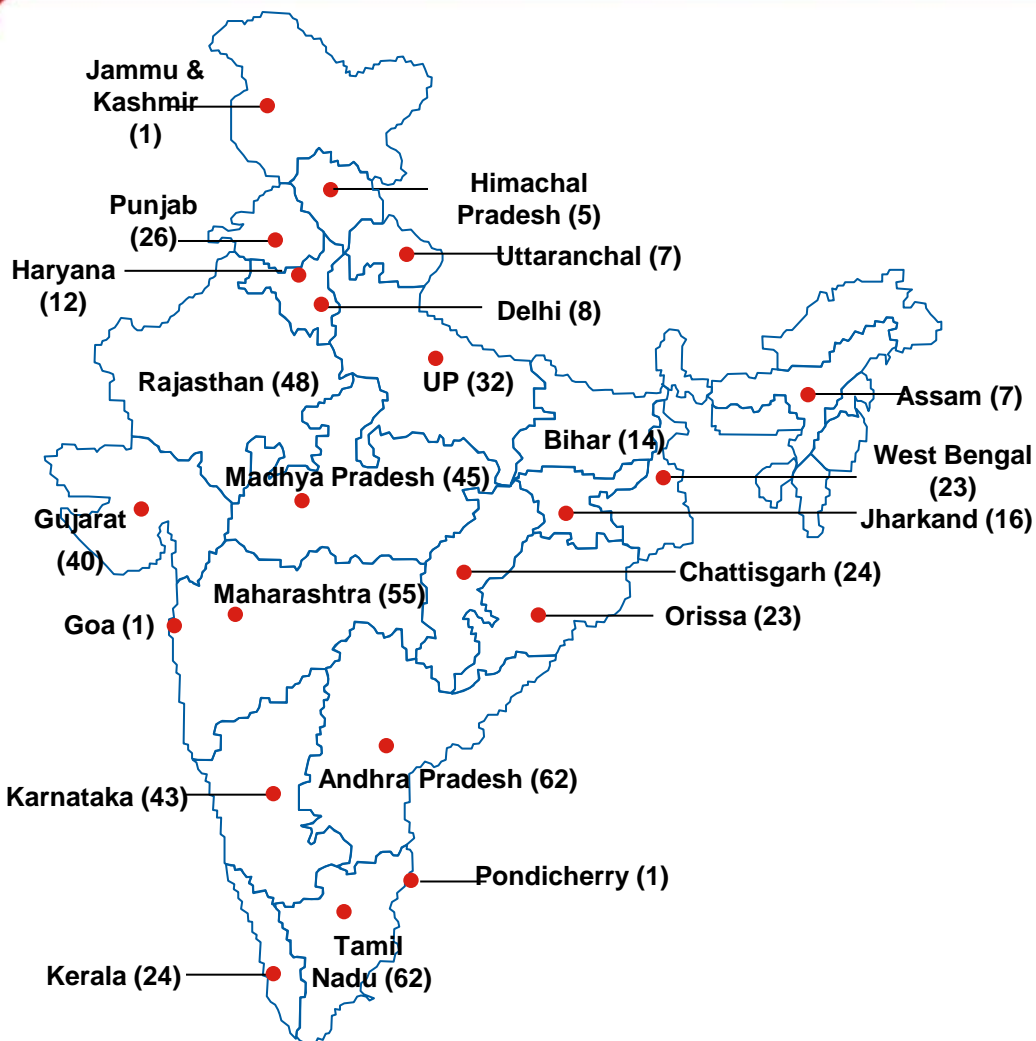 Jammu &
Kashmir
(1)
Himachal
Pradesh (5)
Punjab
(26)
Uttaranchal (7)
Haryana
(12)
Delhi (8)
Rajasthan (48)
UP (32)
Assam (7)
Bihar (14)
West Bengal
(23)
Madhya Pradesh (45)
Gujarat
(40)
Jharkand (16)
Chattisgarh (24)
Maharashtra (55)
Orissa (23)
Goa (1)
Andhra Pradesh (62)
Karnataka (43)
Pondicherry (1)
Tamil
Nadu (62)
Kerala (24)